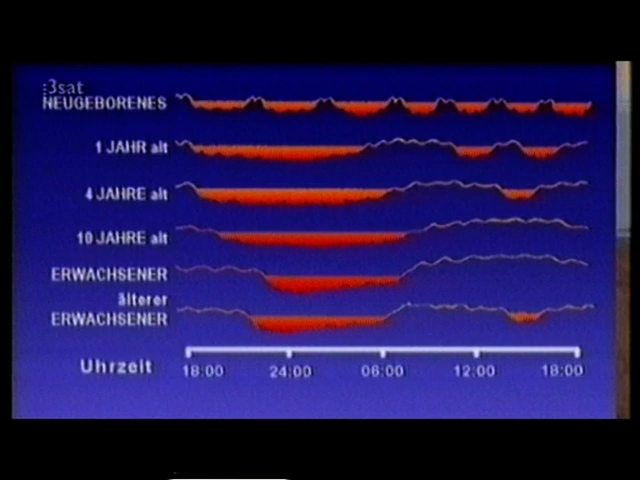 3sat
NEUGEBORENES
1 JAHR alt
4 JAHRE alt
10 JAHRE alt
ERWACHSENER
älterer
ERWACHSENER
Uhrzeit
18:00 24:00 06:00 12:00 18:00